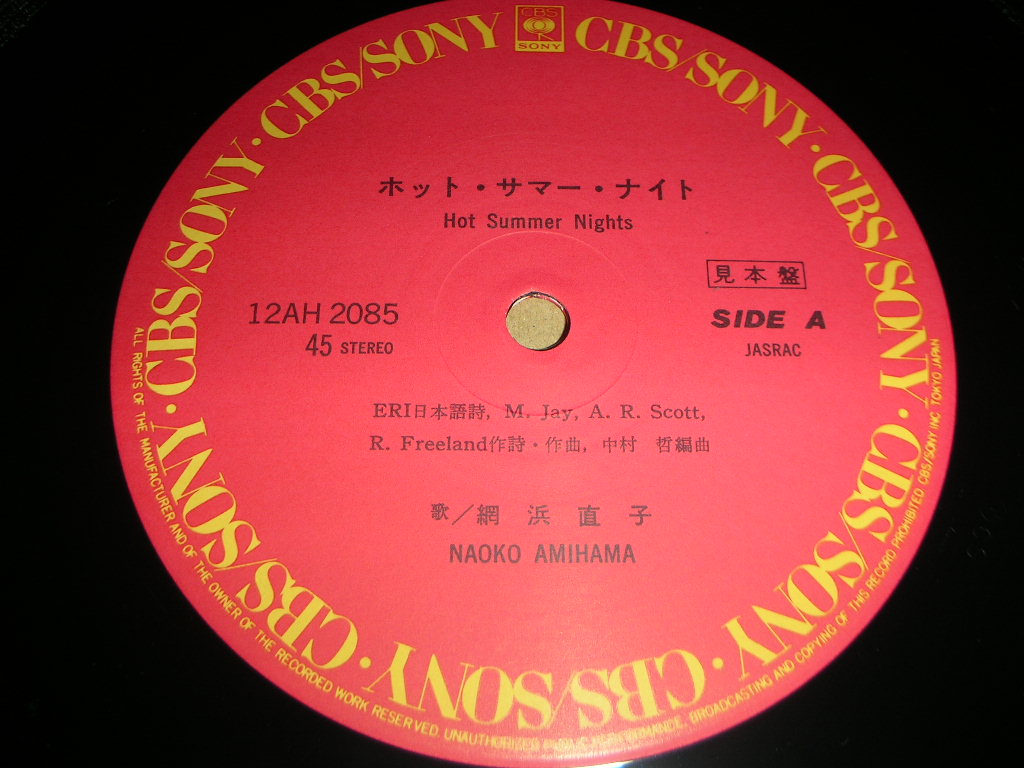 CBS/SONY・CBS/SONY・CBS/SONY・CBS/SONY・CBS/SONY・CBS/SONY・CBS/SONY・CBS/SONY
CBS
SONY
ホット・サマー・ナイト
Hot Summer Nights
見本盤
12AH 2085
SIDE A
45 STEREO
JASRAC
ERI日本語詩, M. Jay, A. R. Scott,
R. Freeland作詩・作曲, 中村 哲編曲
歌／網浜直子
NAOKO AMIHAMA
ALL RIGHTS OF THE MANUFACTURER AND OF THE OWNER OF THE RECORDED WORK RESERVED. UNAUTHORISED PUBLIC PERFORMANCE, BROADCASTING AND COPYING OF THIS RECORD PROHIBITED CBS/SONY INC TOKYO JAPAN